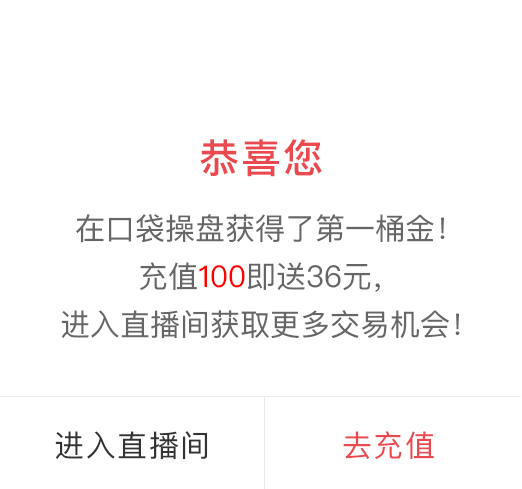 恭喜您
在口袋操盘获得了第一桶金！
充值100即送36元，
进入直播间获取更多交易机会！
进入直播间
去充值